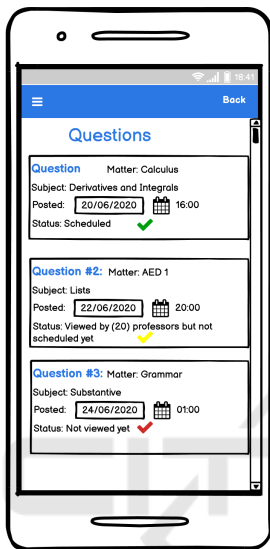 18:41
Back
Questions
Question Matter: Calculus
Subject: Derivatives and Integrals
Posted: 20/06/2020 16:00
Status: Scheduled
Question #2: Matter: AED 1
Subject: Lists
Posted: 22/06/2020 20:00
Status: Viewed by (20) professors but not
scheduled yet
Question #3: Matter: Grammar
Subject: Substantive
Posted: 24/06/2020 01:00
Status: Not viewed yet